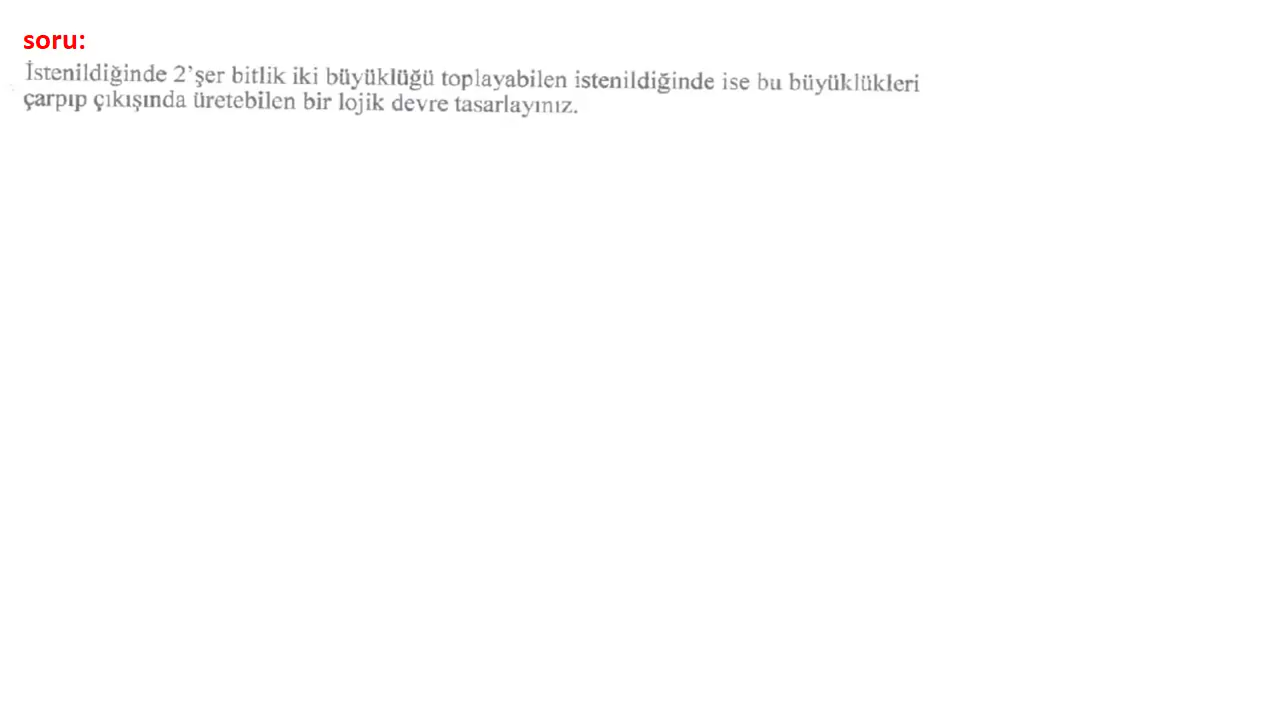 soru:
İstenildiğinde 2'şer bitlik iki büyüklüğü toplayabilen istenildiğinde ise bu büyüklükleri
çarpıp çıkışında üretebilen bir lojik devre tasarlayınız.